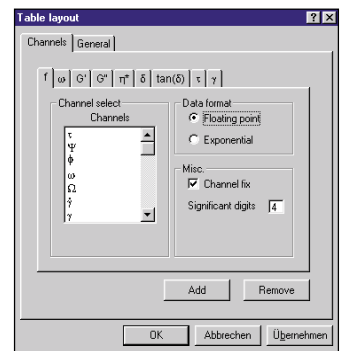 Table layout
Channels General
f ω G' G" η* δ tan(δ) τ γ
Channel select
Channels
τ
Ψ
ϕ
ω
Ω
γ̇
γ
Data format
Floating point
Exponential
Misc.
Channel fix
Significant digits 4
Add Remove
OK Abbrechen Übernehmen